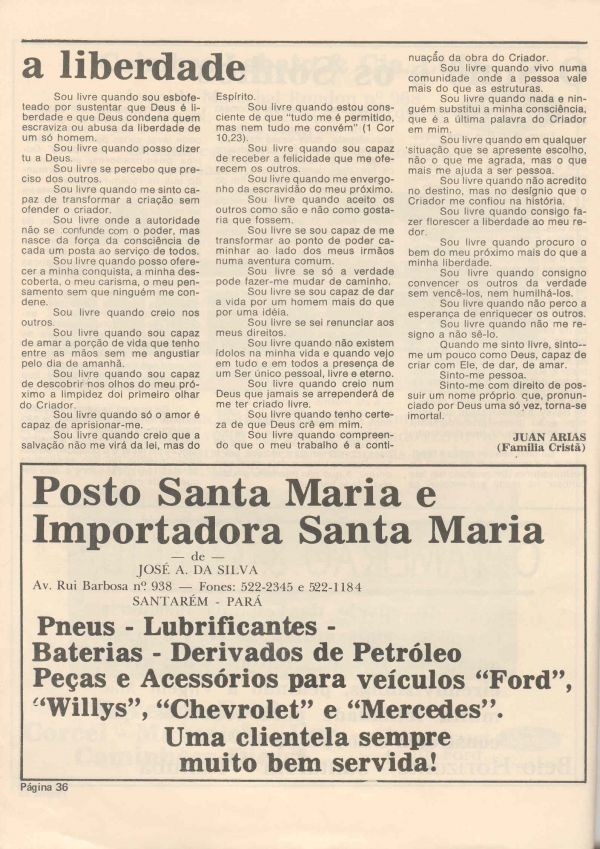 a liberdade
Sou livre quando sou esbofe-
teado por sustentar que Deus é li-
berdade e que Deus condena quem
escraviza ou abusa da liberdade de
um só homem.
Sou livre quando posso dizer
tu a Deus.
Sou livre se percebo que pre-
ciso dos outros.
Sou livre quando me sinto ca-
paz de transformar a criação sem
ofender o criador.
Sou livre onde a autoridade
não se confunde com o poder, mas
nasce da força da consciência de
cada um posta ao serviço de todos.
Sou livre quando posso ofere-
cer a minha conquista, a minha des-
coberta, o meu carisma, o meu pen-
samento sem que ninguém me con-
dene.
Sou livre quando creio nos
outros.
Sou livre quando sou capaz
de amar a porção de vida que tenho
entre as mãos sem me angustiar
pelo dia de amanhã.
Sou livre quando sou capaz
de descobrir nos olhos do meu pró-
ximo a limpidez doi primeiro olhar
do Criador.
Sou livre quando só o amor é
capaz de aprisionar-me.
Sou livre quando creio que a
salvação não me virá da lei, mas do
Espírito.
Sou livre quando estou cons-
ciente de que "tudo me é permitido,
mas nem tudo me convém" (1 Cor
10,23).
Sou livre quando sou capaz
de receber a felicidade que me ofe-
recem os outros.
Sou livre quando me envergo-
nho da escravidão do meu próximo.
Sou livre quando aceito os
outros como são e não como gosta-
ria que fossem.
Sou livre se sou capaz de me
transformar ao ponto de poder ca-
minhar ao lado dos meus irmãos
numa aventura comum.
Sou livre se só a verdade
pode fazer-me mudar de caminho.
Sou livre se sou capaz de dar
a vida por um homem mais do que
por uma idéia.
Sou livre se sei renunciar aos
meus direitos.
Sou livre quando não existem
ídolos na minha vida e quando vejo
em tudo e em todos a presença de
um Ser único pessoal, livre e eterno.
Sou livre quando creio num
Deus que jamais se arrependerá de
me ter criado livre.
Sou livre quando tenho certe-
za de que Deus crê em mim.
Sou livre quando compreen-
do que o meu trabalho é a conti-
nuação da obra do Criador.
Sou livre quando vivo numa
comunidade onde a pessoa vale
mais do que as estruturas.
Sou livre quando nada e nin-
guém substitui a minha consciência,
que é a última palavra do Criador
em mim.
Sou livre quando em qualquer
situação que se apresente escolho,
não o que me agrada, mas o que
mais me ajuda a ser pessoa.
Sou livre quando não acredito
no destino, mas no desígnio que o
Criador me confiou na história.
Sou livre quando consigo fa-
zer florescer a liberdade ao meu re-
dor.
Sou livre quando procuro o
bem do meu próximo mais do que a
minha liberdade.
Sou livre quando consigno
convencer os outros da verdade
sem vencê-los, nem humilhá-los.
Sou livre quando não perco a
esperança de enriquecer os outros.
Sou livre quando não me re-
signo a não sê-lo.
Quando me sinto livre, sinto--
me um pouco como Deus, capaz de
criar com Ele, de dar, de amar.
Sinto-me pessoa.
Sinto-me com direito de pos-
suir um nome próprio que, pronun-
ciado por Deus uma só vez, torna-se
imortal.
JUAN ARIAS
(Família Cristã)
Posto Santa Maria e
Importadora Santa Maria
— de —
JOSÉ A. DA SILVA
Av. Rui Barbosa nº 938 — Fones: 522-2345 e 522-1184
SANTARÉM - PARÁ
Pneus - Lubrificantes -
Baterias - Derivados de Petróleo
Peças e Acessórios para veículos "Ford",
"Willys", "Chevrolet" e "Mercedes".
Uma clientela sempre
muito bem servida!
Página 36